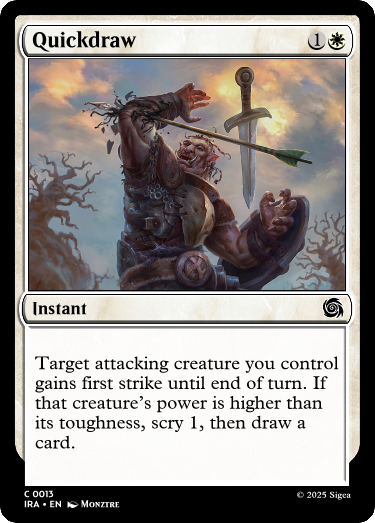 Quickdraw 1
Instant
Target attacking creature you control
gains first strike until end of turn. If
that creature's power is higher than
its toughness, scry 1, then draw a
card.
C 0013
IRA • EN Monztre
© 2025 Sigea